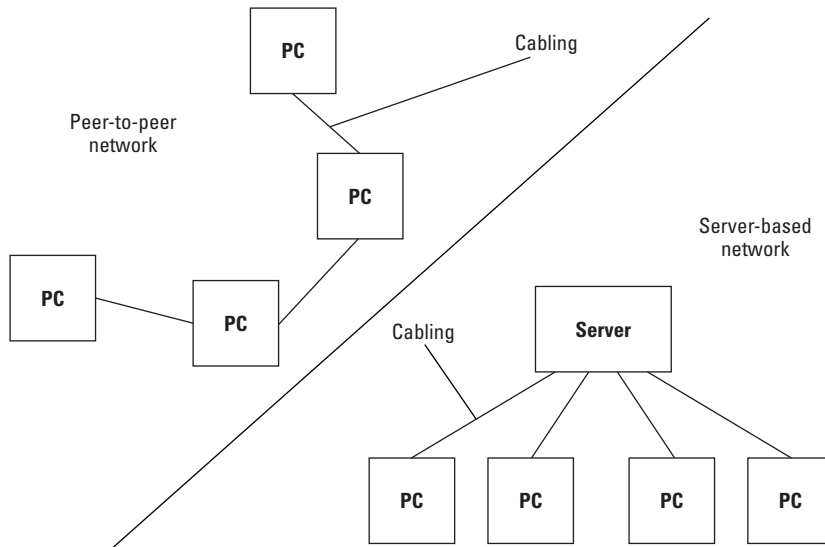 PC
Cabling
Peer-to-peer
network
PC
Server-based
network
PC
PC
Server
Cabling
PC
PC
PC
PC